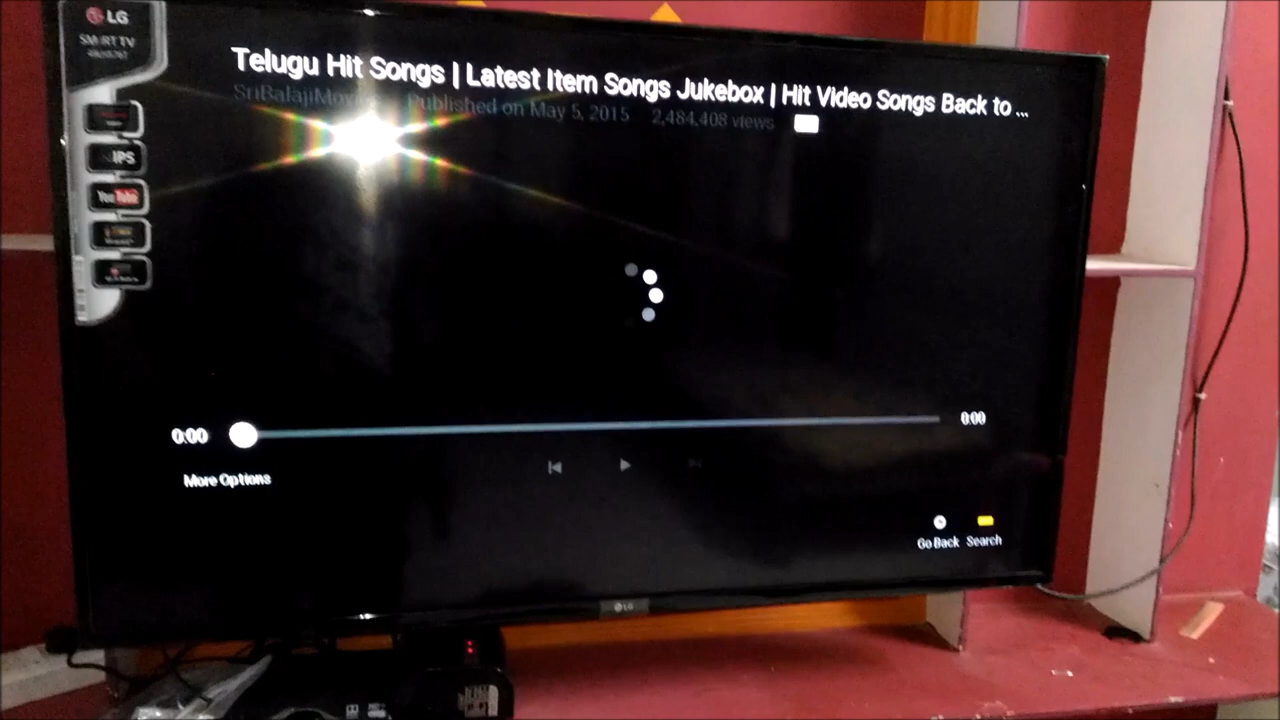 LG
SMART TV
Telugu Hit Songs | Latest Item Songs Jukebox | Hit Video Songs Back to ...
Published on May 5, 2015 2,484,408 views
IPS
YouTube
0:00 0:00
More Options
Go Back Search
LG